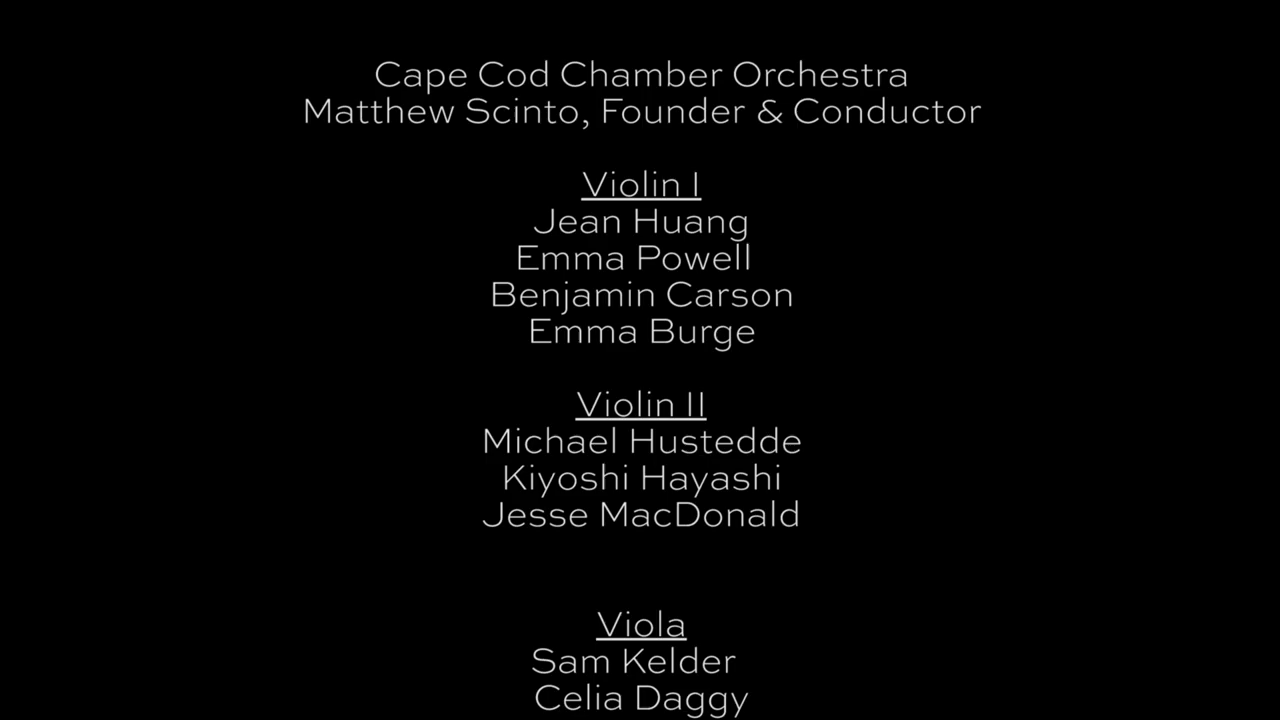 Cape Cod Chamber Orchestra
Matthew Scinto, Founder & Conductor
Violin I
Jean Huang
Emma Powell
Benjamin Carson
Emma Burge
Violin II
Michael Hustedde
Kiyoshi Hayashi
Jesse MacDonald
Viola
Sam Kelder
Celia Daggy